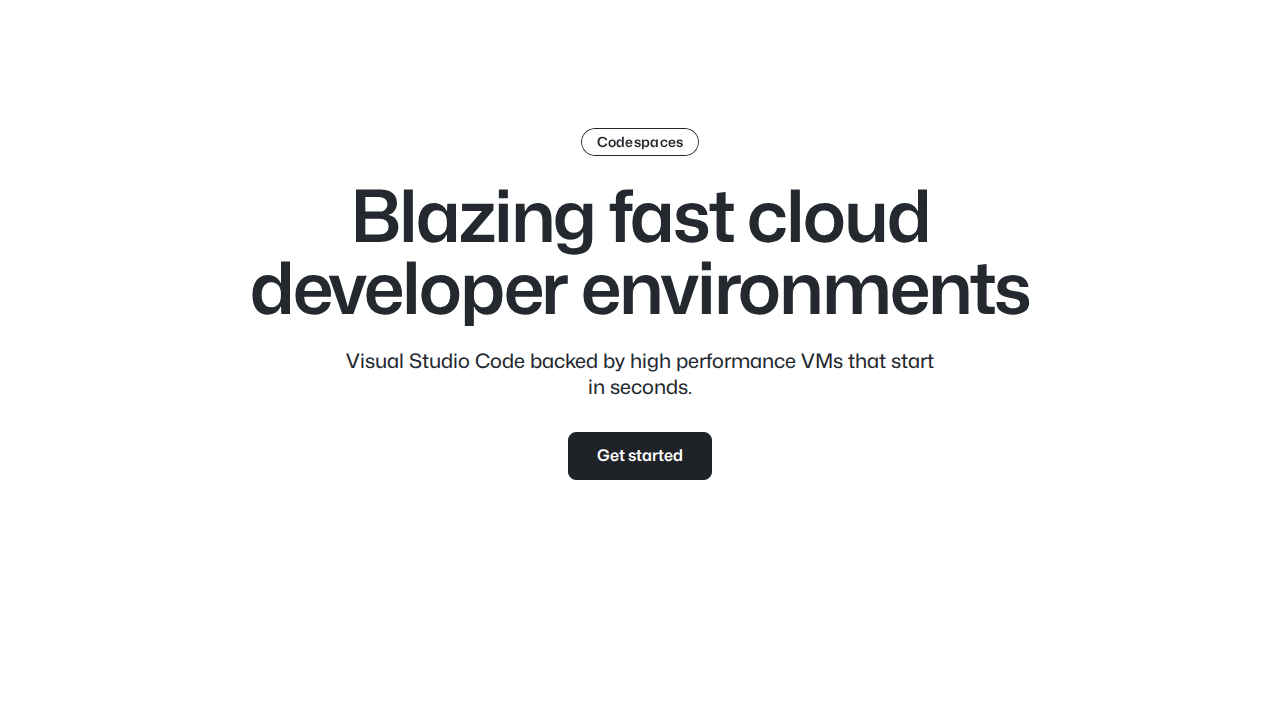 Codespaces
Blazing fast cloud
developer environments
Visual Studio Code backed by high performance VMs that start
in seconds.
Get started